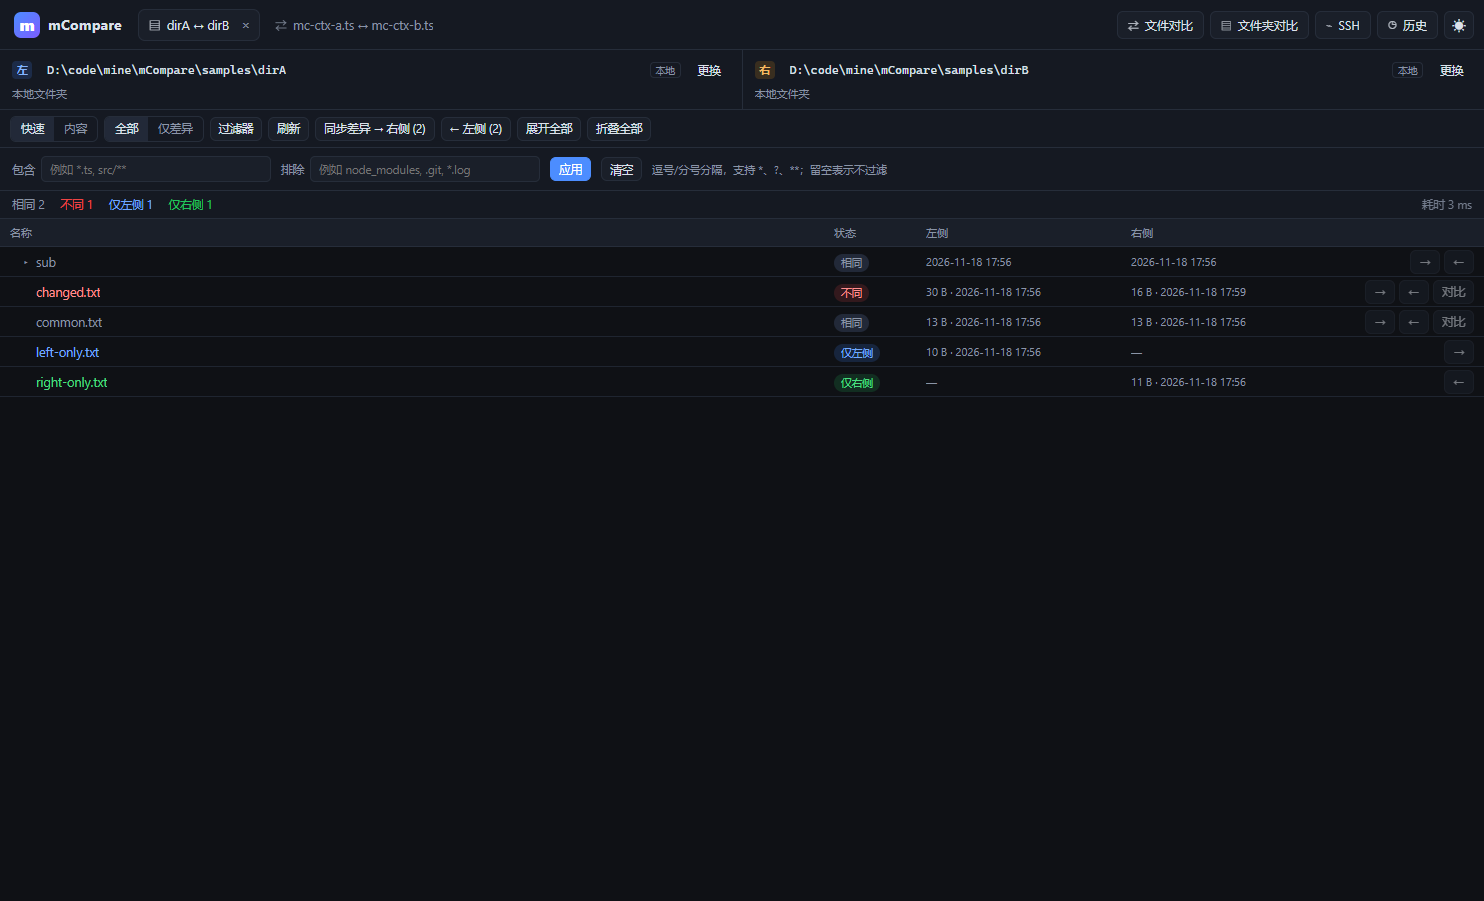 m mCompare dirA ↔ dirB × mc-ctx-a.ts ↔ mc-ctx-b.ts 文件对比 文件夹对比 ~ SSH 历史
左 D:\code\mine\mCompare\samples\dirA 本地 更换
本地文件夹
右 D:\code\mine\mCompare\samples\dirB 本地 更换
本地文件夹
快速 内容 全部 仅差异 过滤器 刷新 同步差异 → 右侧 (2) ← 左侧 (2) 展开全部 折叠全部
包含 例如 *.ts, src/** 排除 例如 node_modules, .git, *.log 应用 清空 逗号/分号分隔，支持 *、?、**；留空表示不过滤
相同 2 不同 1 仅左侧 1 仅右侧 1 耗时 3 ms
名称 状态 左侧 右侧
sub 相同 2026-11-18 17:56 2026-11-18 17:56 → ←
changed.txt 不同 30 B · 2026-11-18 17:56 16 B · 2026-11-18 17:59 → ← 对比
common.txt 相同 13 B · 2026-11-18 17:56 13 B · 2026-11-18 17:56 → ← 对比
left-only.txt 仅左侧 10 B · 2026-11-18 17:56 — →
right-only.txt 仅右侧 — 11 B · 2026-11-18 17:56 ←